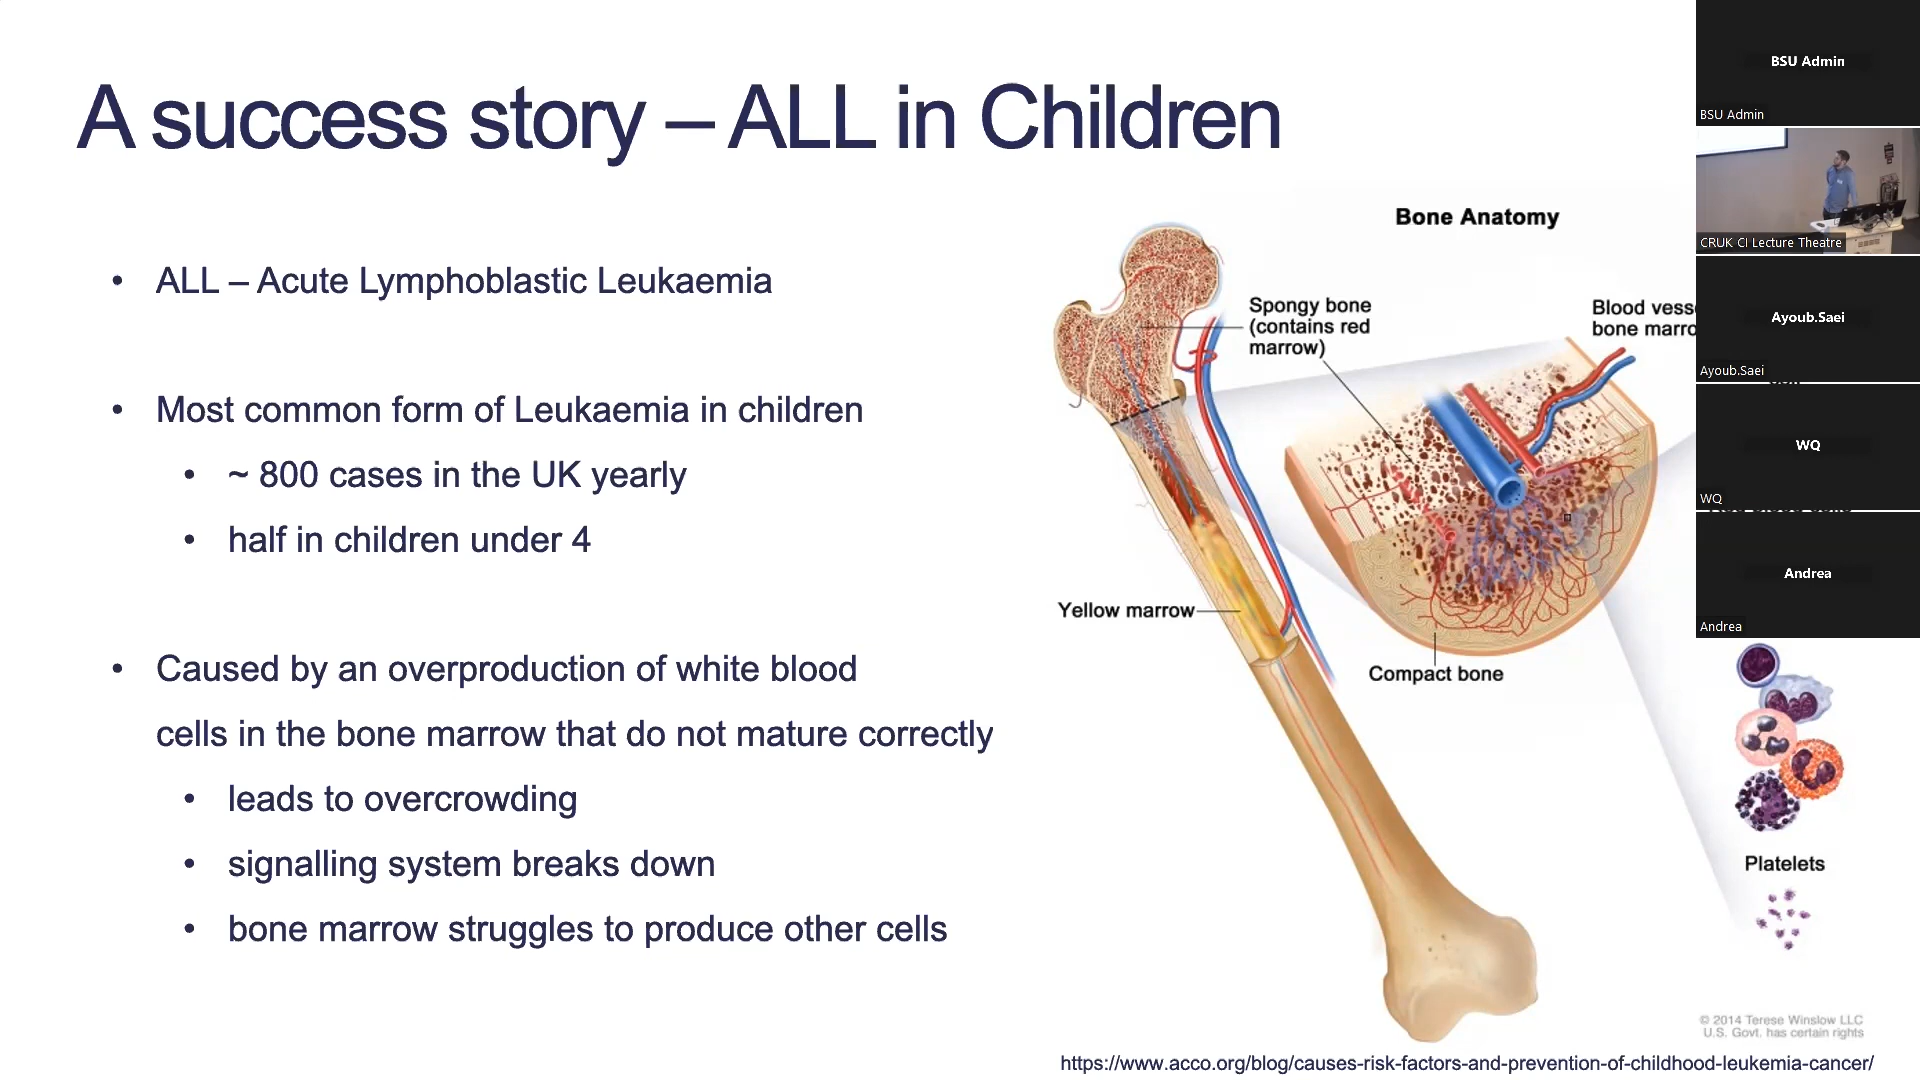 A success story – ALL in Children
• ALL – Acute Lymphoblastic Leukaemia
• Most common form of Leukaemia in children
• ~ 800 cases in the UK yearly
• half in children under 4
• Caused by an overproduction of white blood
cells in the bone marrow that do not mature correctly
• leads to overcrowding
• signalling system breaks down
• bone marrow struggles to produce other cells
Bone Anatomy
Spongy bone
(contains red
marrow)
Blood vess
bone marro
Yellow marrow
Compact bone
Platelets
© 2014 Terese Winslow LLC
U.S. Govt. has certain rights
https://www.acco.org/blog/causes-risk-factors-and-prevention-of-childhood-leukemia-cancer/
BSU Admin
BSU Admin
CRUK CI Lecture Theatre
Ayoub.Saei
Ayoub.Saei
WQ
WQ
Andrea
Andrea